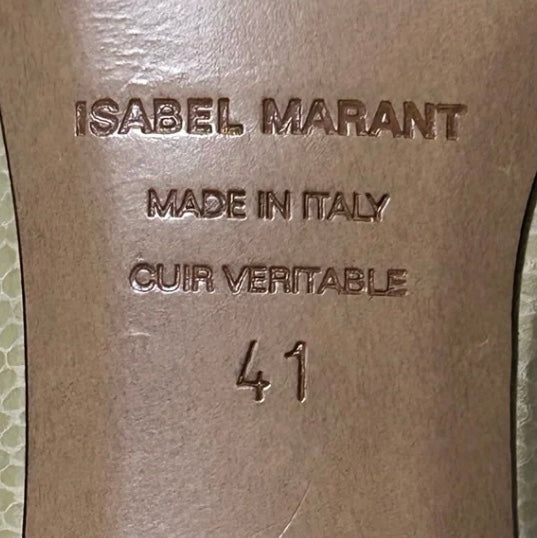 ISABEL MARANT
MADE IN ITALY
CUIR VERITABLE
41